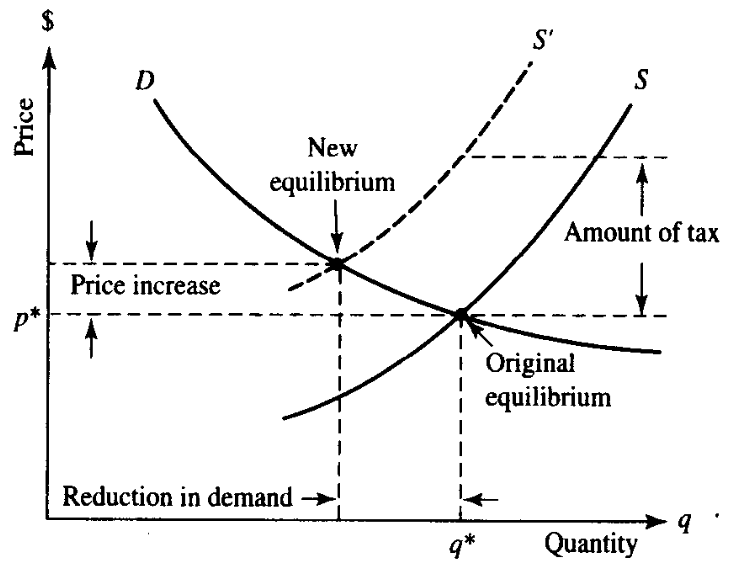 $
Price
D
S'
S
New
equilibrium
Amount of tax
Price increase
p*
Original
equilibrium
Reduction in demand
q
q*
Quantity